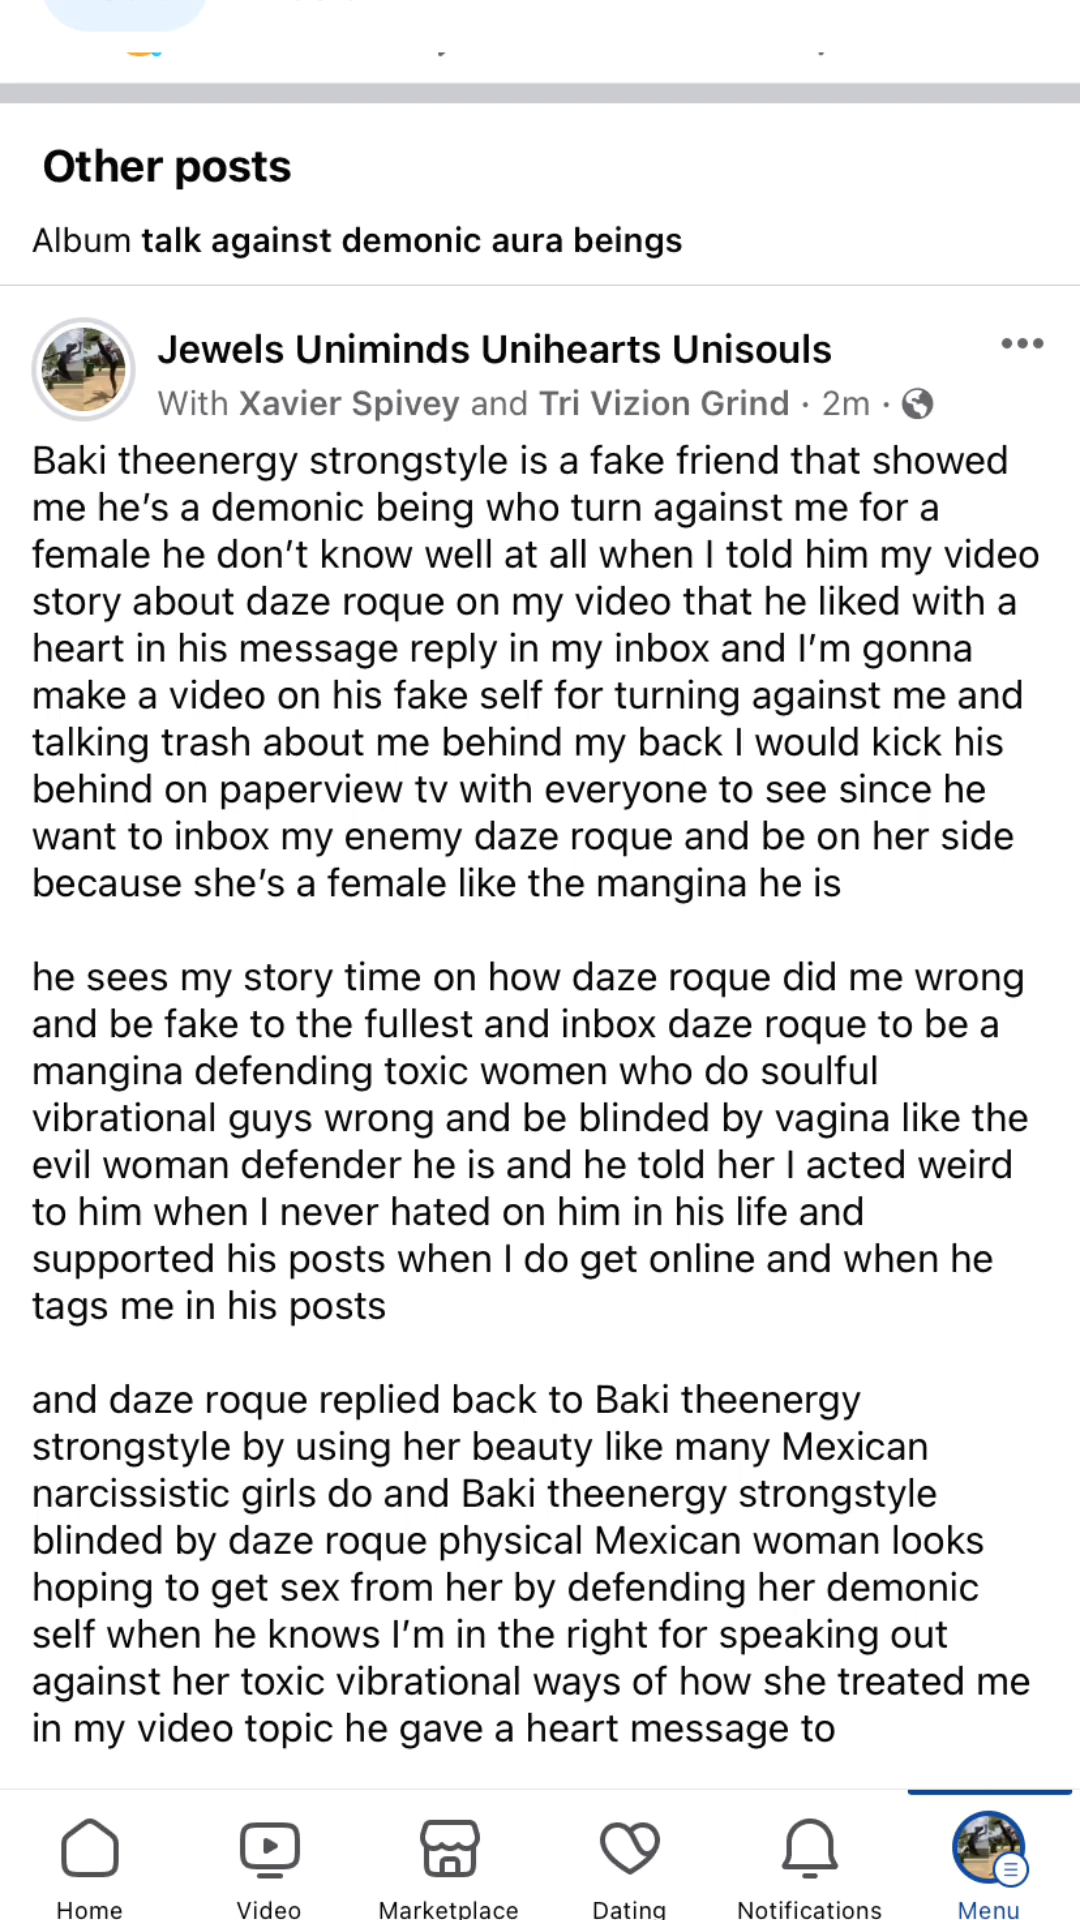 Other posts
Album talk against demonic aura beings
Jewels Uniminds Unihearts Unisouls
With Xavier Spivey and Tri Vizion Grind · 2m ·
Baki theenergy strongstyle is a fake friend that showed
me he's a demonic being who turn against me for a
female he don't know well at all when I told him my video
story about daze roque on my video that he liked with a
heart in his message reply in my inbox and I'm gonna
make a video on his fake self for turning against me and
talking trash about me behind my back I would kick his
behind on paperview tv with everyone to see since he
want to inbox my enemy daze roque and be on her side
because she's a female like the mangina he is
he sees my story time on how daze roque did me wrong
and be fake to the fullest and inbox daze roque to be a
mangina defending toxic women who do soulful
vibrational guys wrong and be blinded by vagina like the
evil woman defender he is and he told her I acted weird
to him when I never hated on him in his life and
supported his posts when I do get online and when he
tags me in his posts
and daze roque replied back to Baki theenergy
strongstyle by using her beauty like many Mexican
narcissistic girls do and Baki theenergy strongstyle
blinded by daze roque physical Mexican woman looks
hoping to get sex from her by defending her demonic
self when he knows I'm in the right for speaking out
against her toxic vibrational ways of how she treated me
in my video topic he gave a heart message to
Home Video Marketplace Dating Notifications Menu